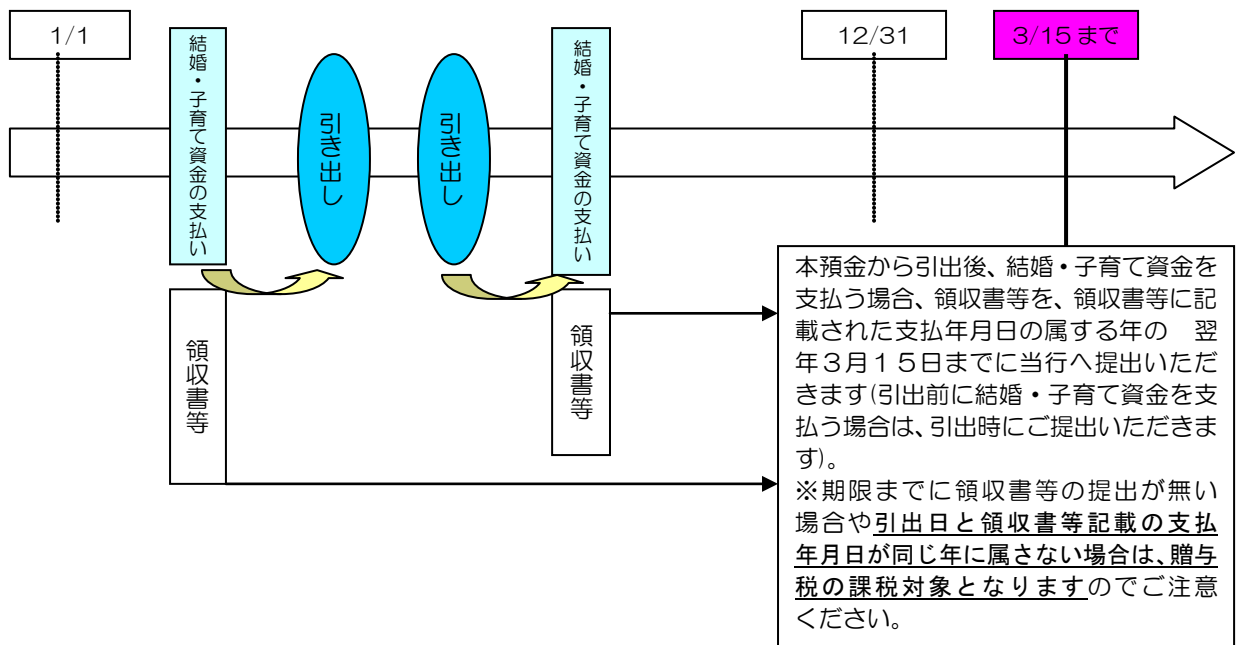 1/1
12/31
3/15まで
結婚・子育て資金の支払い
引き出し
引き出し
結婚・子育て資金の支払い
領収書等
領収書等
本預金から引出後、結婚・子育て資金を
支払う場合、領収書等を、領収書等に記
載された支払年月日の属する年の　翌
年３月１５日までに当行へ提出いただ
きます(引出前に結婚・子育て資金を支
払う場合は、引出時にご提出いただきま
す)。
※期限までに領収書等の提出が無い
場合や引出日と領収書等記載の支払
年月日が同じ年に属さない場合は、贈与
税の課税対象となりますのでご注意
ください。